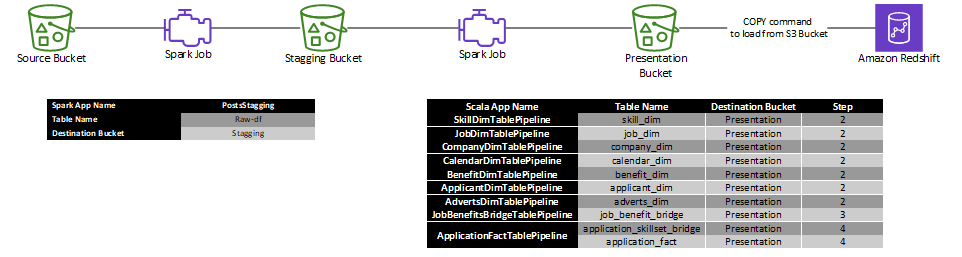 COPY command
to load from S3 Bucket
Source Bucket
Spark Job
Stagging Bucket
Spark Job
Presentation
Bucket
Amazon Redshift
Spark App Name PostsStagging
Table Name Raw-df
Destination Bucket Stagging
Scala App Name Table Name Destination Bucket Step
SkillDimTablePipeline skill_dim Presentation 2
JobDimTablePipeline job_dim Presentation 2
CompanyDimTablePipeline company_dim Presentation 2
CalendarDimTablePipeline calendar_dim Presentation 2
BenefitDimTablePipeline benefit_dim Presentation 2
ApplicantDimTablePipeline applicant_dim Presentation 2
AdvertsDimTablePipeline adverts_dim Presentation 2
JobBenefitsBridgeTablePipeline job_benefit_bridge Presentation 3
ApplicationFactTablePipeline application_skillset_bridge Presentation 4
application_fact Presentation 4